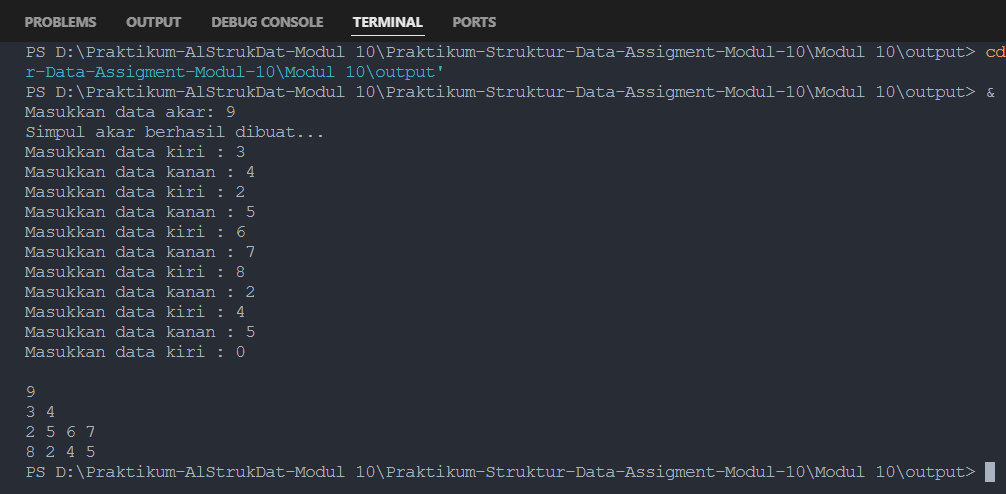 PROBLEMS OUTPUT DEBUG CONSOLE TERMINAL PORTS
PS D:\Praktikum-AlStrukDat-Modul 10\Praktikum-Struktur-Data-Assigment-Modul-10\Modul 10\output> cd
r-Data-Assigment-Modul-10\Modul 10\output'
PS D:\Praktikum-AlStrukDat-Modul 10\Praktikum-Struktur-Data-Assigment-Modul-10\Modul 10\output> &
Masukkan data akar: 9
Simpul akar berhasil dibuat...
Masukkan data kiri : 3
Masukkan data kanan : 4
Masukkan data kiri : 2
Masukkan data kanan : 5
Masukkan data kiri : 6
Masukkan data kanan : 7
Masukkan data kiri : 8
Masukkan data kanan : 2
Masukkan data kiri : 4
Masukkan data kanan : 5
Masukkan data kiri : 0
9
3 4
2 5 6 7
8 2 4 5
PS D:\Praktikum-AlStrukDat-Modul 10\Praktikum-Struktur-Data-Assigment-Modul-10\Modul 10\output>